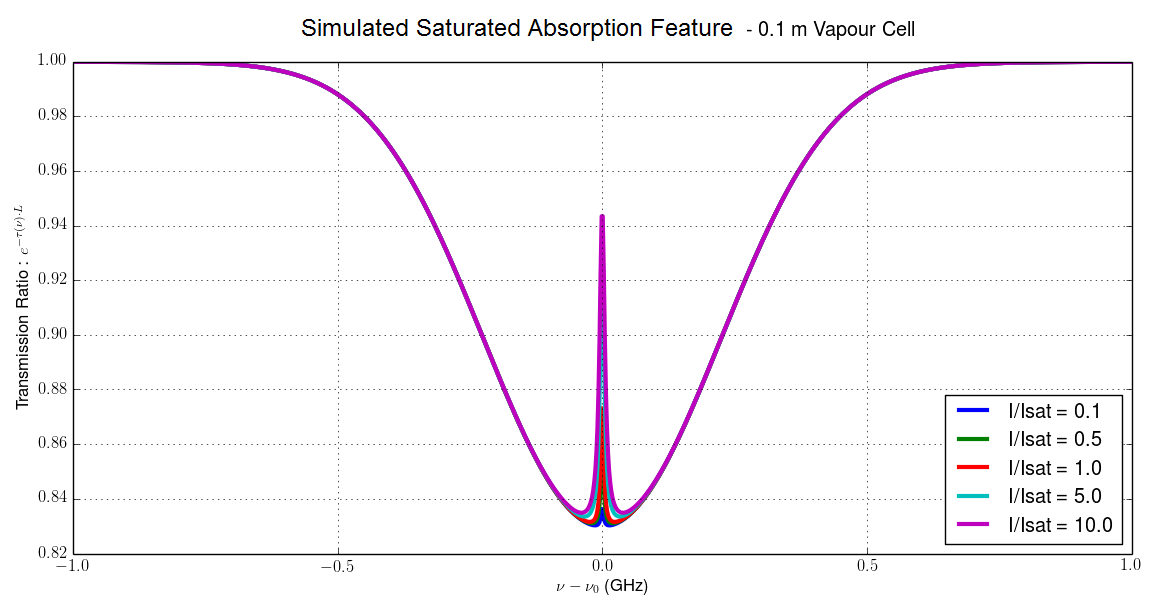 Simulated Saturated Absorption Feature - 0.1 m Vapour Cell
1.00
0.98
0.96
0.94
0.92
0.90
0.88
0.86
0.84
0.82
Transmission Ratio : e^{-τ(ν)·L}
I/Isat = 0.1
I/Isat = 0.5
I/Isat = 1.0
I/Isat = 5.0
I/Isat = 10.0
−1.0 −0.5 0.0 0.5 1.0
ν − ν₀ (GHz)